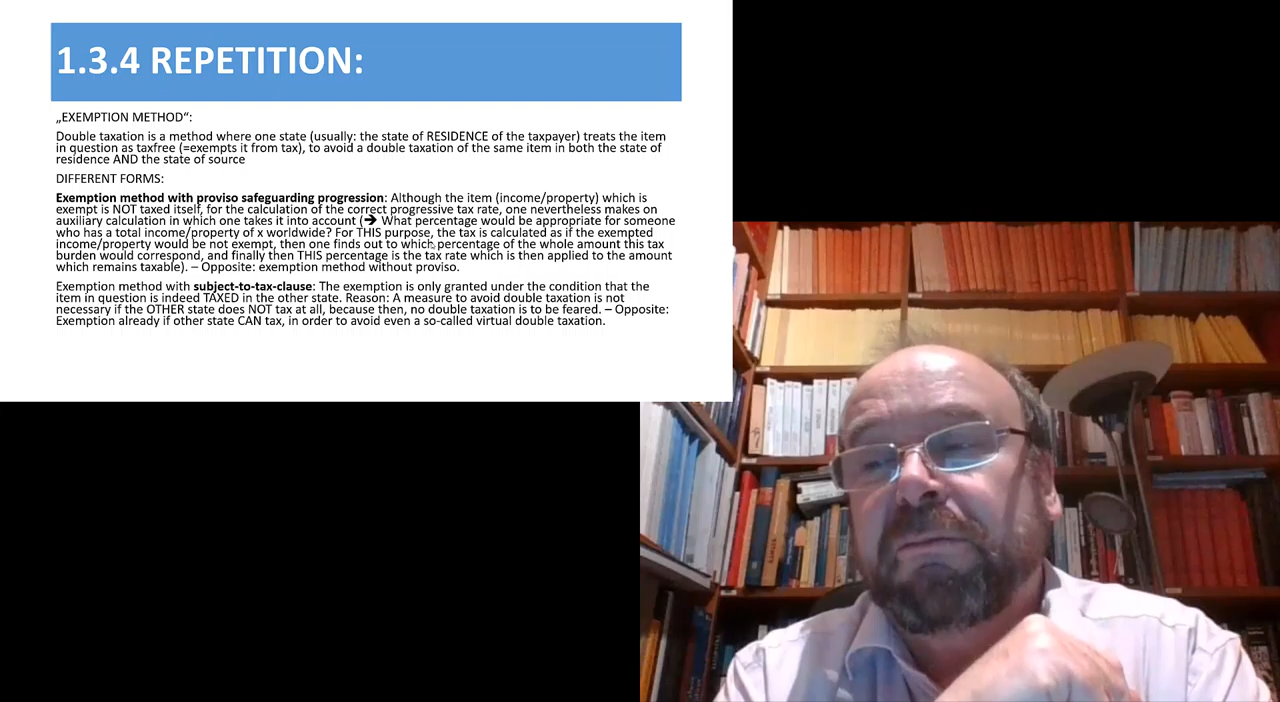 1.3.4 REPETITION:
„EXEMPTION METHOD“:
Double taxation is a method where one state (usually: the state of RESIDENCE of the taxpayer) treats the item
in question as taxfree (=exempts it from tax), to avoid a double taxation of the same item in both the state of
residence AND the state of source
DIFFERENT FORMS:
Exemption method with proviso safeguarding progression: Although the item (income/property) which is
exempt is NOT taxed itself, for the calculation of the correct progressive tax rate, one nevertheless makes on
auxiliary calculation in which one takes it into account (➔ What percentage would be appropriate for someone
who has a total income/property of x worldwide? For THIS purpose, the tax is calculated as if the exempted
income/property would be not exempt, then one finds out to which percentage of the whole amount this tax
burden would correspond, and finally then THIS percentage is the tax rate which is then applied to the amount
which remains taxable). – Opposite: exemption method without proviso.
Exemption method with subject-to-tax-clause: The exemption is only granted under the condition that the
item in question is indeed TAXED in the other state. Reason: A measure to avoid double taxation is not
necessary if the OTHER state does NOT tax at all, because then, no double taxation is to be feared. – Opposite:
Exemption already if other state CAN tax, in order to avoid even a so-called virtual double taxation.